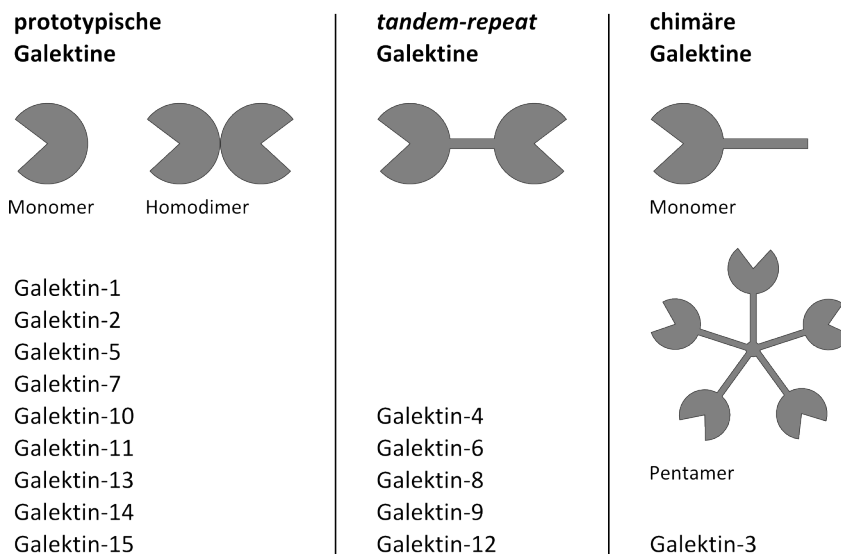 prototypische
Galektine
Monomer
Homodimer
Galektin-1
Galektin-2
Galektin-5
Galektin-7
Galektin-10
Galektin-11
Galektin-13
Galektin-14
Galektin-15
tandem-repeat
Galektine
Galektin-4
Galektin-6
Galektin-8
Galektin-9
Galektin-12
chimäre
Galektine
Monomer
Pentamer
Galektin-3